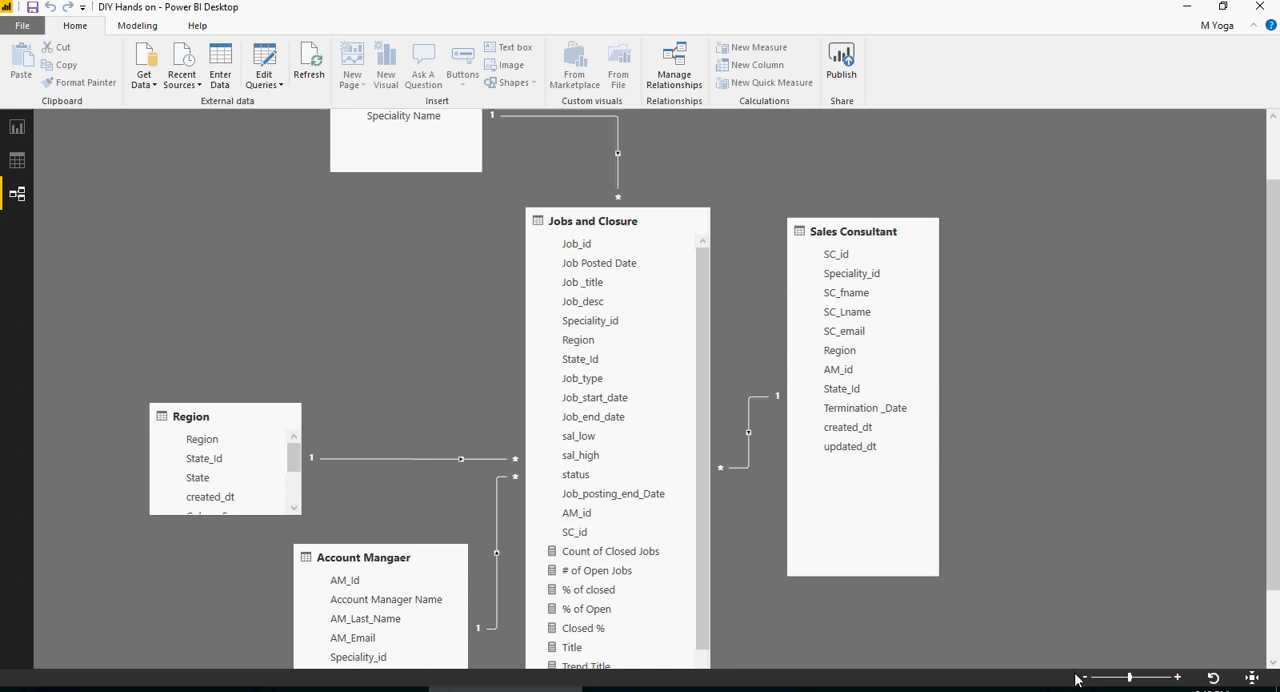 DIY Hands on - Power BI Desktop
File
Home
Modeling
Help
M Yoga
Paste
Cut
Copy
Format Painter
Clipboard
Get Data
Recent Sources
Enter Data
External data
Edit Queries
Refresh
New Page
New Visual
Ask A Question
Buttons
Text box
Image
Shapes
Insert
From Marketplace
From File
Custom visuals
Manage Relationships
Relationships
New Measure
New Column
New Quick Measure
Calculations
Publish
Share
Speciality Name
1
*
Jobs and Closure
Job_id
Job Posted Date
Job _title
Job_desc
Speciality_id
Region
State_Id
Job_type
Job_start_date
Job_end_date
sal_low
sal_high
status
Job_posting_end_Date
AM_id
SC_id
Count of Closed Jobs
# of Open Jobs
% of closed
% of Open
Closed %
Title
Trend Title
Sales Consultant
SC_id
Speciality_id
SC_fname
SC_Lname
SC_email
Region
AM_id
State_Id
Termination _Date
created_dt
updated_dt
1
*
Region
Region
State_Id
State
created_dt
1
*
*
Account Mangaer
AM_Id
Account Manager Name
AM_Last_Name
AM_Email
Speciality_id
1